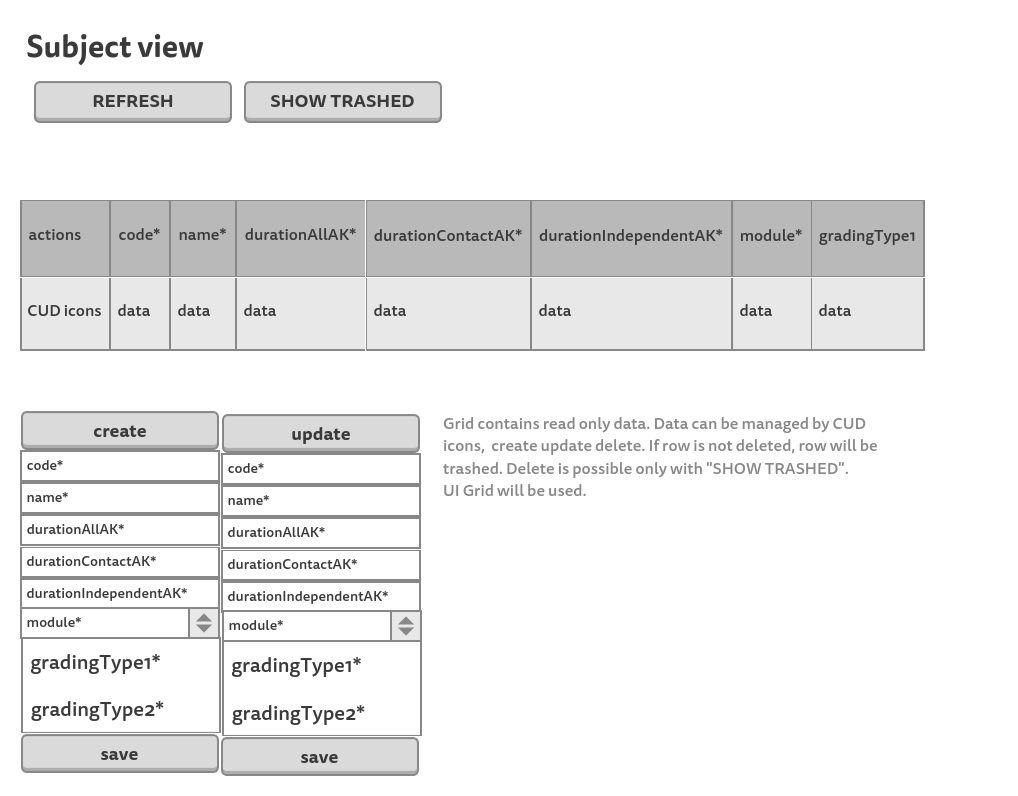 Subject view
REFRESH SHOW TRASHED
actions code* name* durationAllAK* durationContactAK* durationIndependentAK* module* gradingType1
CUD icons data data data data data data data
create
code*
name*
durationAllAK*
durationContactAK*
durationIndependentAK*
module*
gradingType1*
gradingType2*
save
update
code*
name*
durationAllAK*
durationContactAK*
durationIndependentAK*
module*
gradingType1*
gradingType2*
save
Grid contains read only data. Data can be managed by CUD
icons,  create update delete. If row is not deleted, row will be
trashed. Delete is possible only with "SHOW TRASHED".
UI Grid will be used.